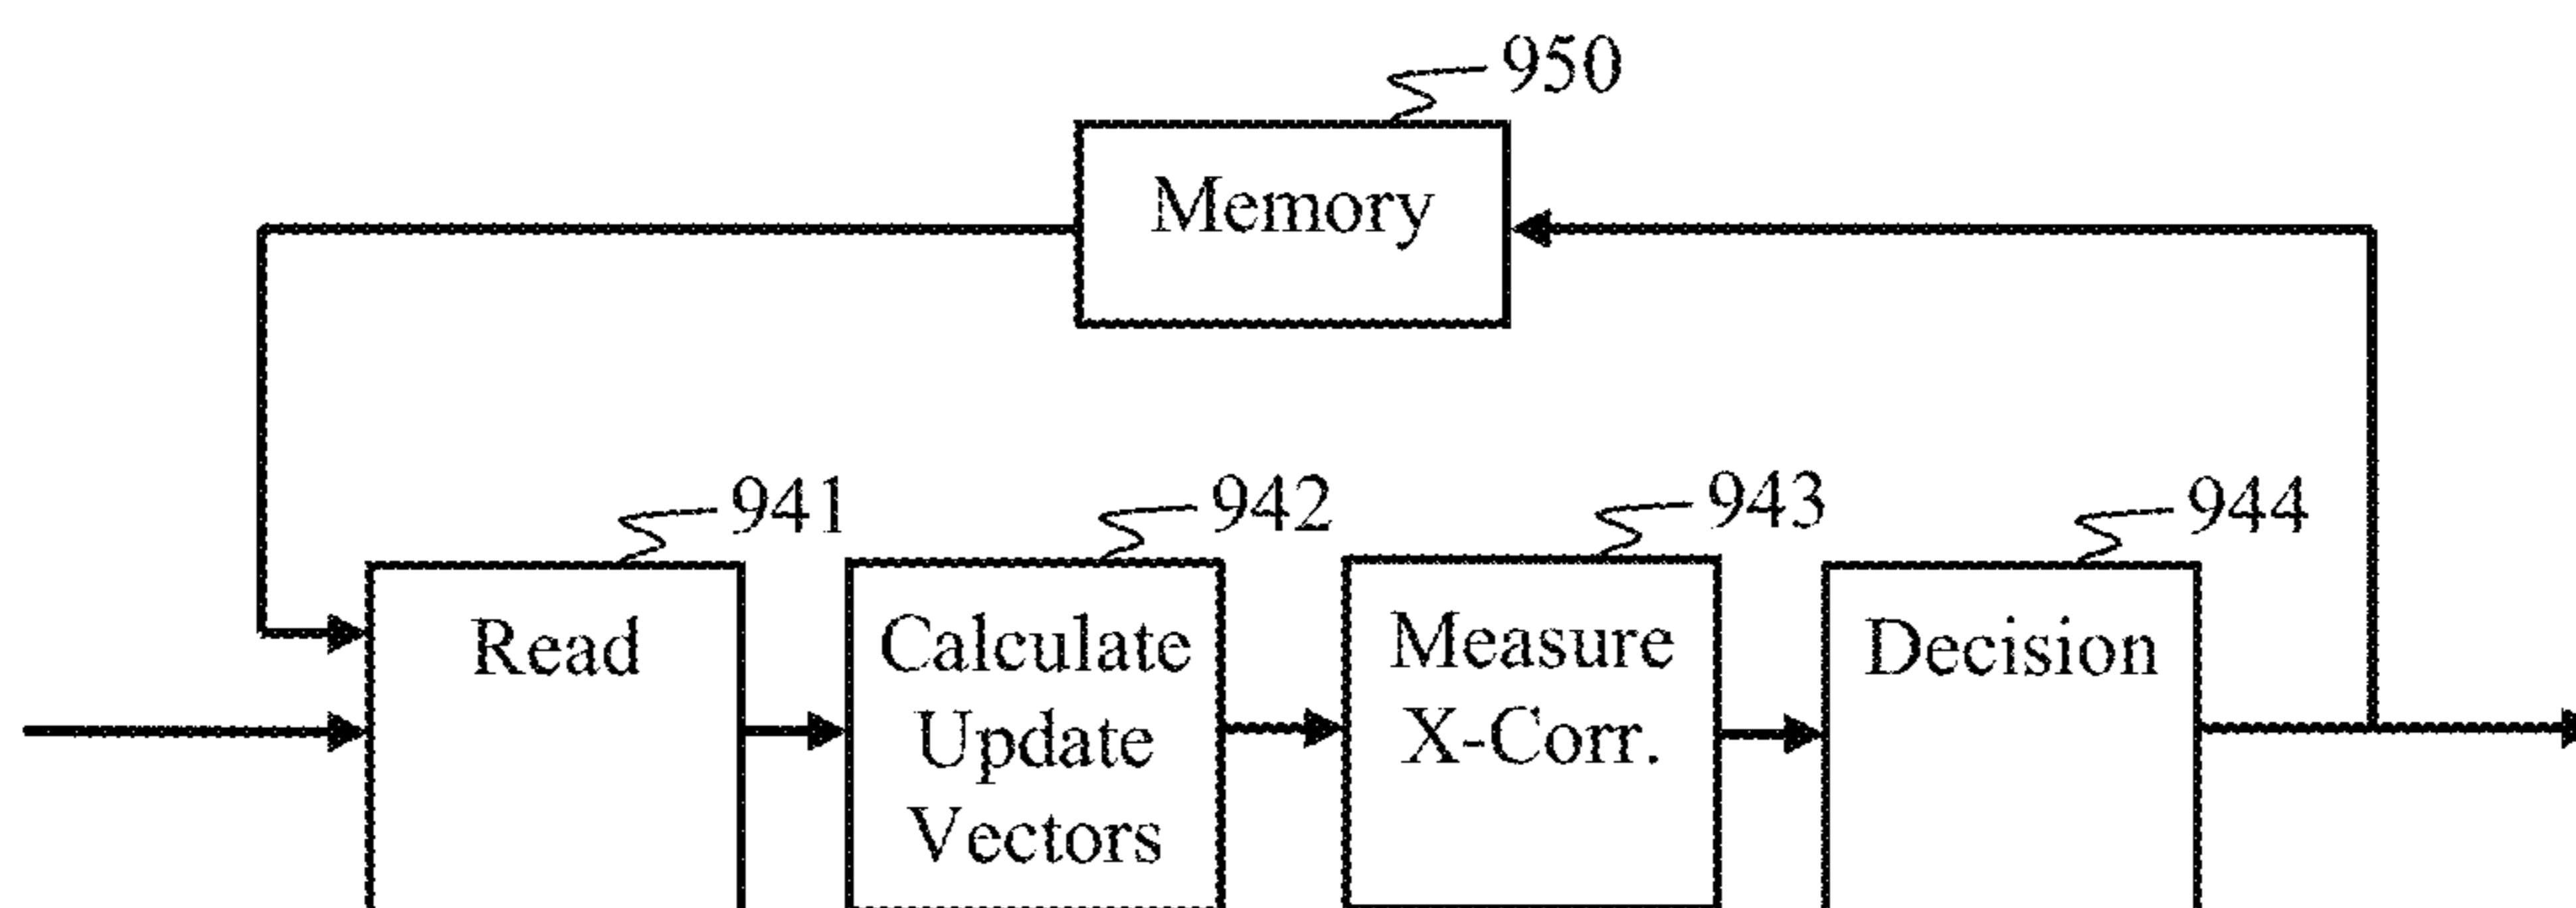 950
Memory
941
942
943
944
Read
Calculate
Update
Vectors
Measure
X-Corr.
Decision